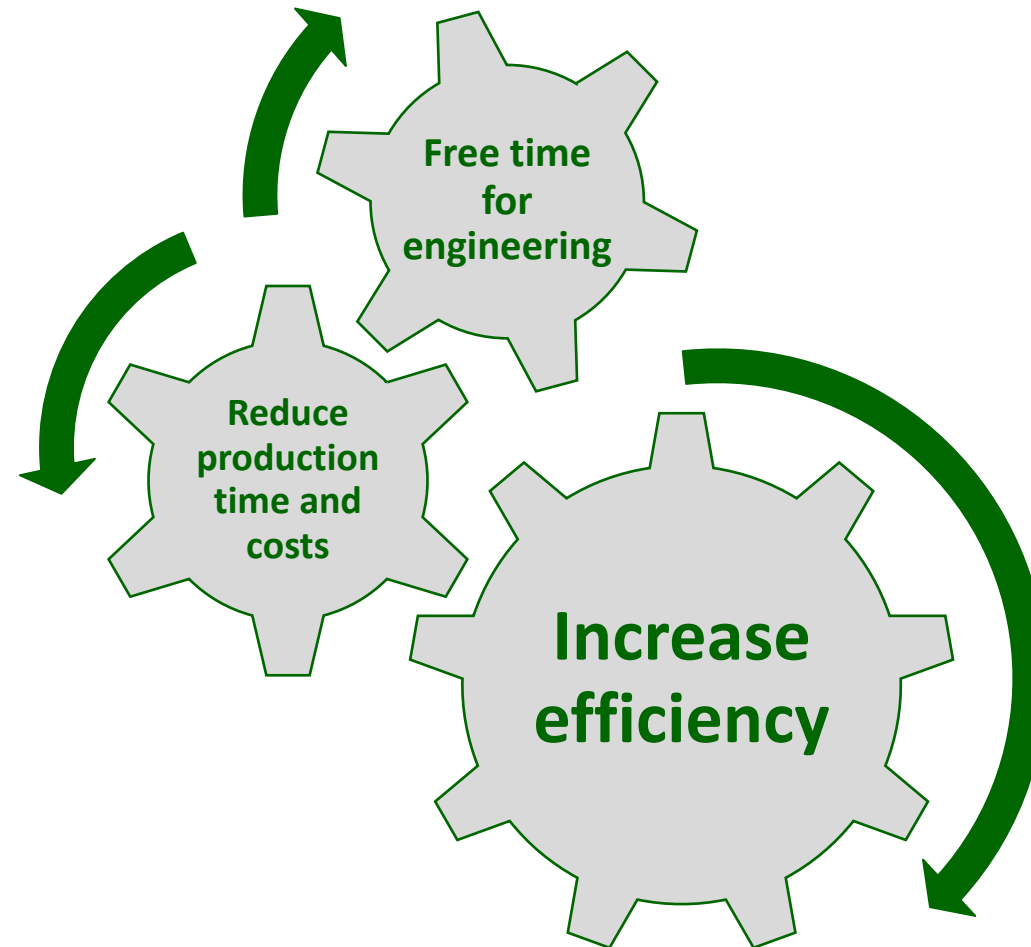 Free time
for
engineering
Reduce
production
time and
costs
Increase
efficiency